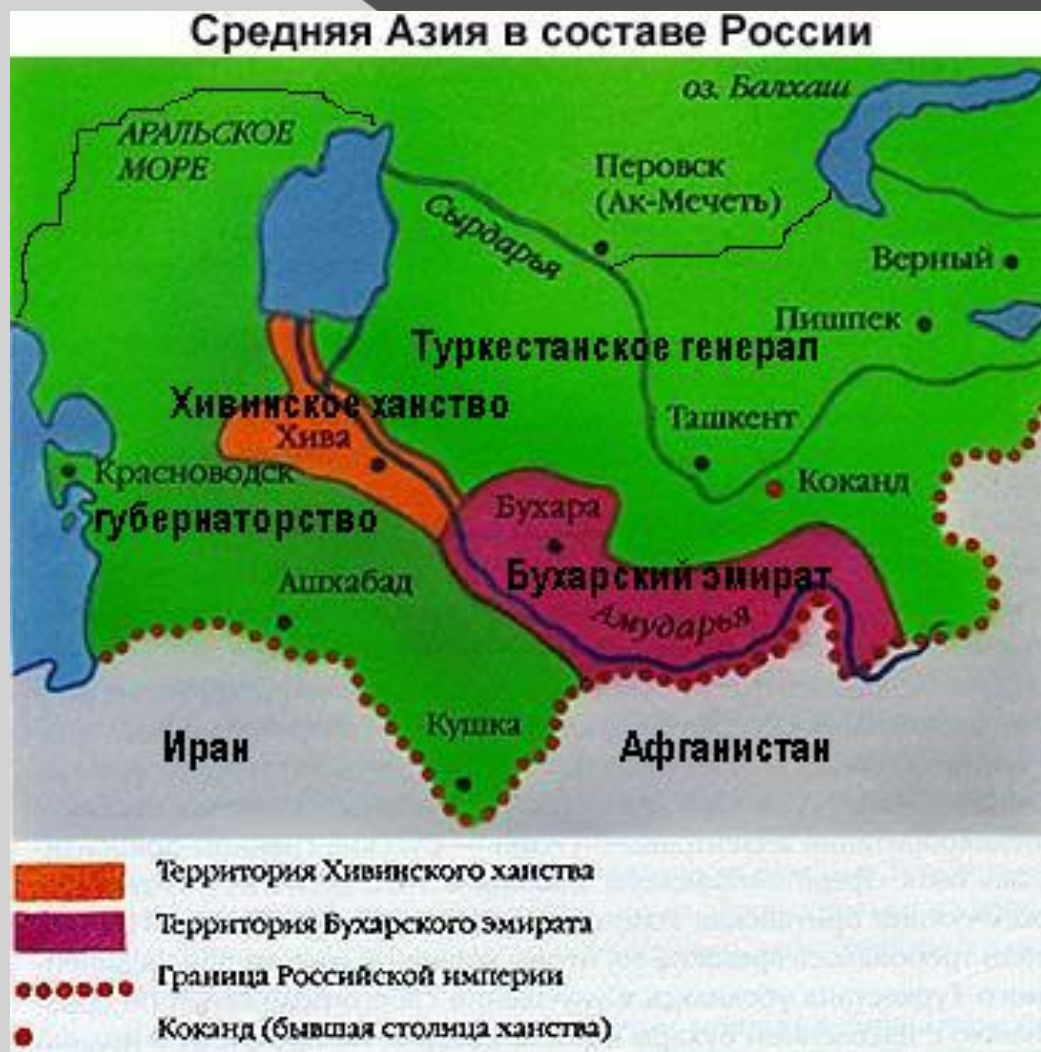 Средняя Азия в составе России
оз. Балхаш
АРАЛЬСКОЕ
МОРЕ
Перовск
(Ак-Мечеть)
Сырдарья
Верный
Пишпек
Туркестанское генерал
Хивинское ханство
Ташкент
Хива
Красноводск
Коканд
губернаторство
Бухара
Ашхабад
Бухарский эмират
Амударья
Кушка
Иран
Афганистан
Территория Хивинского ханства
Территория Бухарского эмирата
Граница Российской империи
Коканд (бывшая столица ханства)